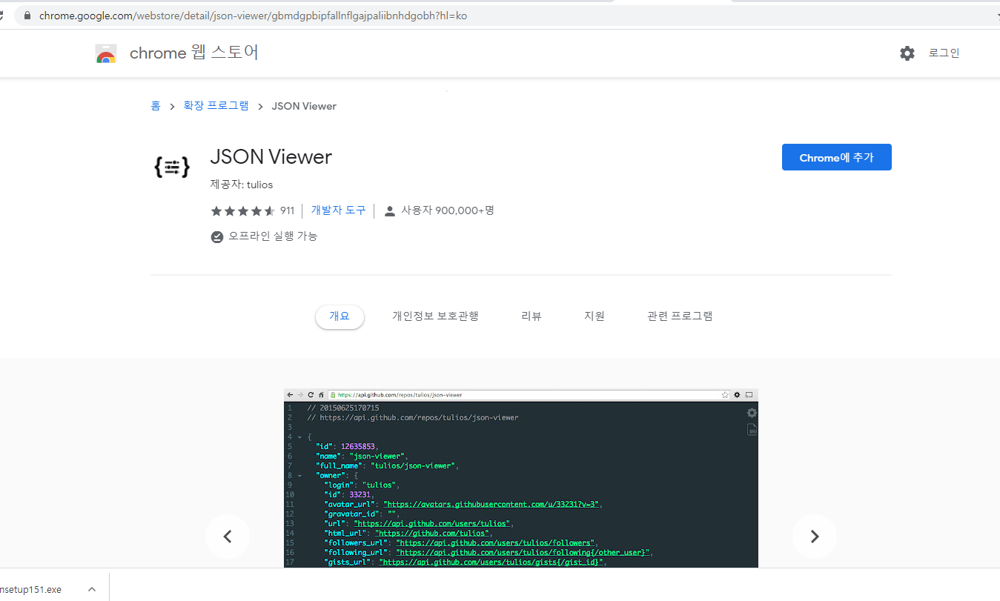 chrome.google.com/webstore/detail/json-viewer/gbmdgpbipfallnflgajpaliibnhdgobh?hl=ko
chrome 웹 스토어
로그인
홈 > 확장 프로그램 > JSON Viewer
JSON Viewer
Chrome에 추가
제공자: tulios
911 개발자 도구 사용자 900,000+명
오프라인 실행 가능
개요 개인정보 보호관행 리뷰 지원 관련 프로그램
https://api.github.com/repos/tulios/json-viewer
1 // 20150625170715
2 // https://api.github.com/repos/tulios/json-viewer
3
4 {
5 "id": 12635853,
6 "name": "json-viewer",
7 "full_name": "tulios/json-viewer",
8 "owner": {
9 "login": "tulios",
10 "id": 33231,
11 "avatar_url": "https://avatars.githubusercontent.com/u/33231?v=3",
12 "gravatar_id": "",
13 "url": "https://api.github.com/users/tulios",
14 "html_url": "https://github.com/tulios",
15 "followers_url": "https://api.github.com/users/tulios/followers",
16 "following_url": "https://api.github.com/users/tulios/following{/other_user}",
17 "gists_url": "https://api.github.com/users/tulios/gists{/gist_id}",
nsetup151.exe